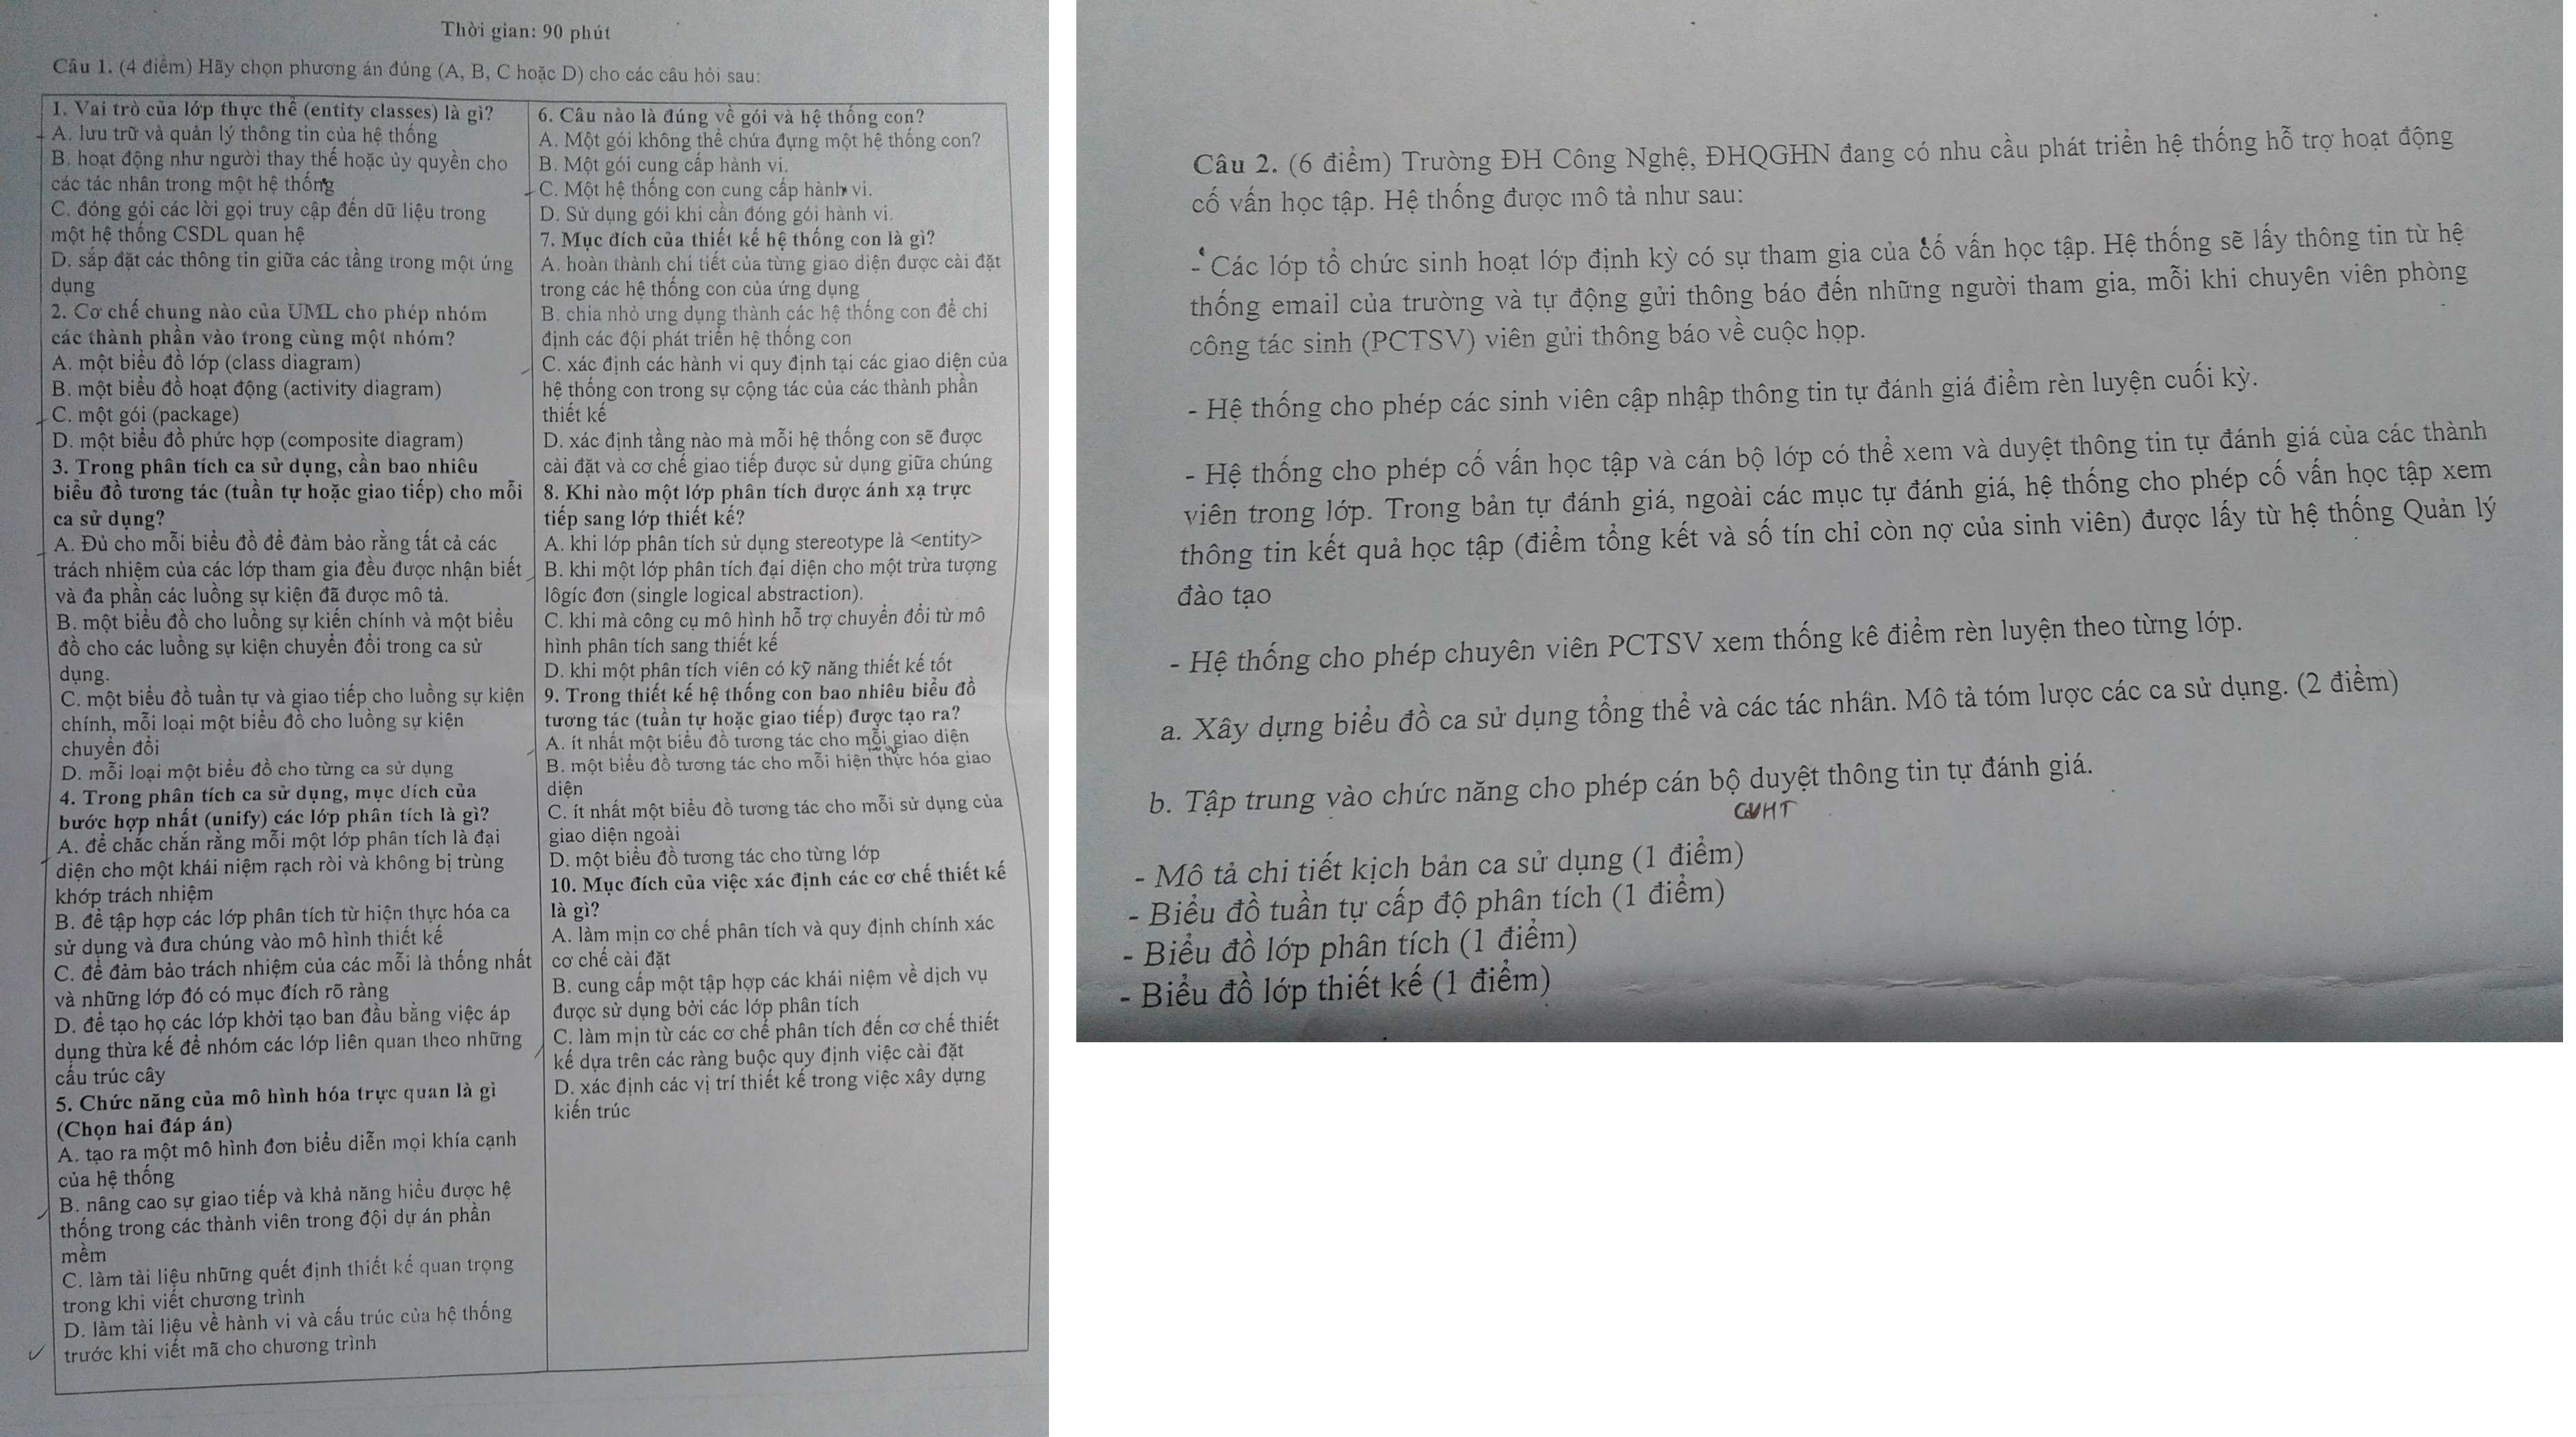 Thời gian: 90 phút
Câu 1. (4 điểm) Hãy chọn phương án đúng (A, B, C hoặc D) cho các câu hỏi sau:
1. Vai trò của lớp thực thể (entity classes) là gì?
A. lưu trữ và quản lý thông tin của hệ thống
B. hoạt động như người thay thế hoặc ủy quyền cho
các tác nhân trong một hệ thống
C. đóng gói các lời gọi truy cập đến dữ liệu trong
một hệ thống CSDL quan hệ
D. sắp đặt các thông tin giữa các tầng trong một ứng
dụng
2. Cơ chế chung nào của UML cho phép nhóm
các thành phần vào trong cùng một nhóm?
A. một biểu đồ lớp (class diagram)
B. một biểu đồ hoạt động (activity diagram)
C. một gói (package)
D. một biểu đồ phức hợp (composite diagram)
3. Trong phân tích ca sử dụng, cần bao nhiêu
biểu đồ tương tác (tuần tự hoặc giao tiếp) cho mỗi
ca sử dụng?
A. Đủ cho mỗi biểu đồ để đảm bảo rằng tất cả các
trách nhiệm của các lớp tham gia đều được nhận biết
và đa phần các luồng sự kiện đã được mô tả.
B. một biểu đồ cho luồng sự kiến chính và một biểu
đồ cho các luồng sự kiện chuyển đổi trong ca sử
dụng.
C. một biểu đồ tuần tự và giao tiếp cho luồng sự kiện
chính, mỗi loại một biểu đồ cho luồng sự kiện
chuyển đổi
D. mỗi loại một biểu đồ cho từng ca sử dụng
4. Trong phân tích ca sử dụng, mục đích của
bước hợp nhất (unify) các lớp phân tích là gì?
A. để chắc chắn rằng mỗi một lớp phân tích là đại
diện cho một khái niệm rạch ròi và không bị trùng
khớp trách nhiệm
B. để tập hợp các lớp phân tích từ hiện thực hóa ca
sử dụng và đưa chúng vào mô hình thiết kế
C. để đảm bảo trách nhiệm của các mỗi là thống nhất
và những lớp đó có mục đích rõ ràng
D. để tạo họ các lớp khởi tạo ban đầu bằng việc áp
dụng thừa kế để nhóm các lớp liên quan theo những
cấu trúc cây
5. Chức năng của mô hình hóa trực quan là gì
(Chọn hai đáp án)
A. tạo ra một mô hình đơn biểu diễn mọi khía cạnh
của hệ thống
B. nâng cao sự giao tiếp và khả năng hiểu được hệ
thống trong các thành viên trong đội dự án phần
mềm
C. làm tài liệu những quết định thiết kế quan trọng
trong khi viết chương trình
D. làm tài liệu về hành vi và cấu trúc của hệ thống
trước khi viết mã cho chương trình
6. Câu nào là đúng về gói và hệ thống con?
A. Một gói không thể chứa đựng một hệ thống con?
B. Một gói cung cấp hành vi.
C. Một hệ thống con cung cấp hành vi.
D. Sử dụng gói khi cần đóng gói hành vi.
7. Mục đích của thiết kế hệ thống con là gì?
A. hoàn thành chi tiết của từng giao diện được cài đặt
trong các hệ thống con của ứng dụng
B. chia nhỏ ưng dụng thành các hệ thống con để chỉ
định các đội phát triển hệ thống con
C. xác định các hành vi quy định tại các giao diện của
hệ thống con trong sự cộng tác của các thành phần
thiết kế
D. xác định tầng nào mà mỗi hệ thống con sẽ được
cài đặt và cơ chế giao tiếp được sử dụng giữa chúng
8. Khi nào một lớp phân tích được ánh xạ trực
tiếp sang lớp thiết kế?
A. khi lớp phân tích sử dụng stereotype là <entity>
B. khi một lớp phân tích đại diện cho một trừa tượng
lôgíc đơn (single logical abstraction).
C. khi mà công cụ mô hình hỗ trợ chuyển đổi từ mô
hình phân tích sang thiết kế
D. khi một phân tích viên có kỹ năng thiết kế tốt
9. Trong thiết kế hệ thống con bao nhiêu biểu đồ
tương tác (tuần tự hoặc giao tiếp) được tạo ra?
A. ít nhất một biểu đồ tương tác cho mỗi giao diện
B. một biểu đồ tương tác cho mỗi hiện thực hóa giao
diện
C. ít nhất một biểu đồ tương tác cho mỗi sử dụng của
giao diện ngoài
D. một biểu đồ tương tác cho từng lớp
10. Mục đích của việc xác định các cơ chế thiết kế
là gì?
A. làm mịn cơ chế phân tích và quy định chính xác
cơ chế cài đặt
B. cung cấp một tập hợp các khái niệm về dịch vụ
được sử dụng bởi các lớp phân tích
C. làm mịn từ các cơ chế phân tích đến cơ chế thiết
kế dựa trên các ràng buộc quy định việc cài đặt
D. xác định các vị trí thiết kế trong việc xây dựng
kiến trúc
Câu 2. (6 điểm) Trường ĐH Công Nghệ, ĐHQGHN đang có nhu cầu phát triển hệ thống hỗ trợ hoạt động
cố vấn học tập. Hệ thống được mô tả như sau:
- Các lớp tổ chức sinh hoạt lớp định kỳ có sự tham gia của cố vấn học tập. Hệ thống sẽ lấy thông tin từ hệ
thống email của trường và tự động gửi thông báo đến những người tham gia, mỗi khi chuyên viên phòng
công tác sinh (PCTSV) viên gửi thông báo về cuộc họp.
- Hệ thống cho phép các sinh viên cập nhập thông tin tự đánh giá điểm rèn luyện cuối kỳ.
- Hệ thống cho phép cố vấn học tập và cán bộ lớp có thể xem và duyệt thông tin tự đánh giá của các thành
viên trong lớp. Trong bản tự đánh giá, ngoài các mục tự đánh giá, hệ thống cho phép cố vấn học tập xem
thông tin kết quả học tập (điểm tổng kết và số tín chỉ còn nợ của sinh viên) được lấy từ hệ thống Quản lý
đào tạo
- Hệ thống cho phép chuyên viên PCTSV xem thống kê điểm rèn luyện theo từng lớp.
a. Xây dựng biểu đồ ca sử dụng tổng thể và các tác nhân. Mô tả tóm lược các ca sử dụng. (2 điểm)
b. Tập trung vào chức năng cho phép cán bộ duyệt thông tin tự đánh giá.
CVHT
- Mô tả chi tiết kịch bản ca sử dụng (1 điểm)
- Biểu đồ tuần tự cấp độ phân tích (1 điểm)
- Biểu đồ lớp phân tích (1 điểm)
- Biểu đồ lớp thiết kế (1 điểm)